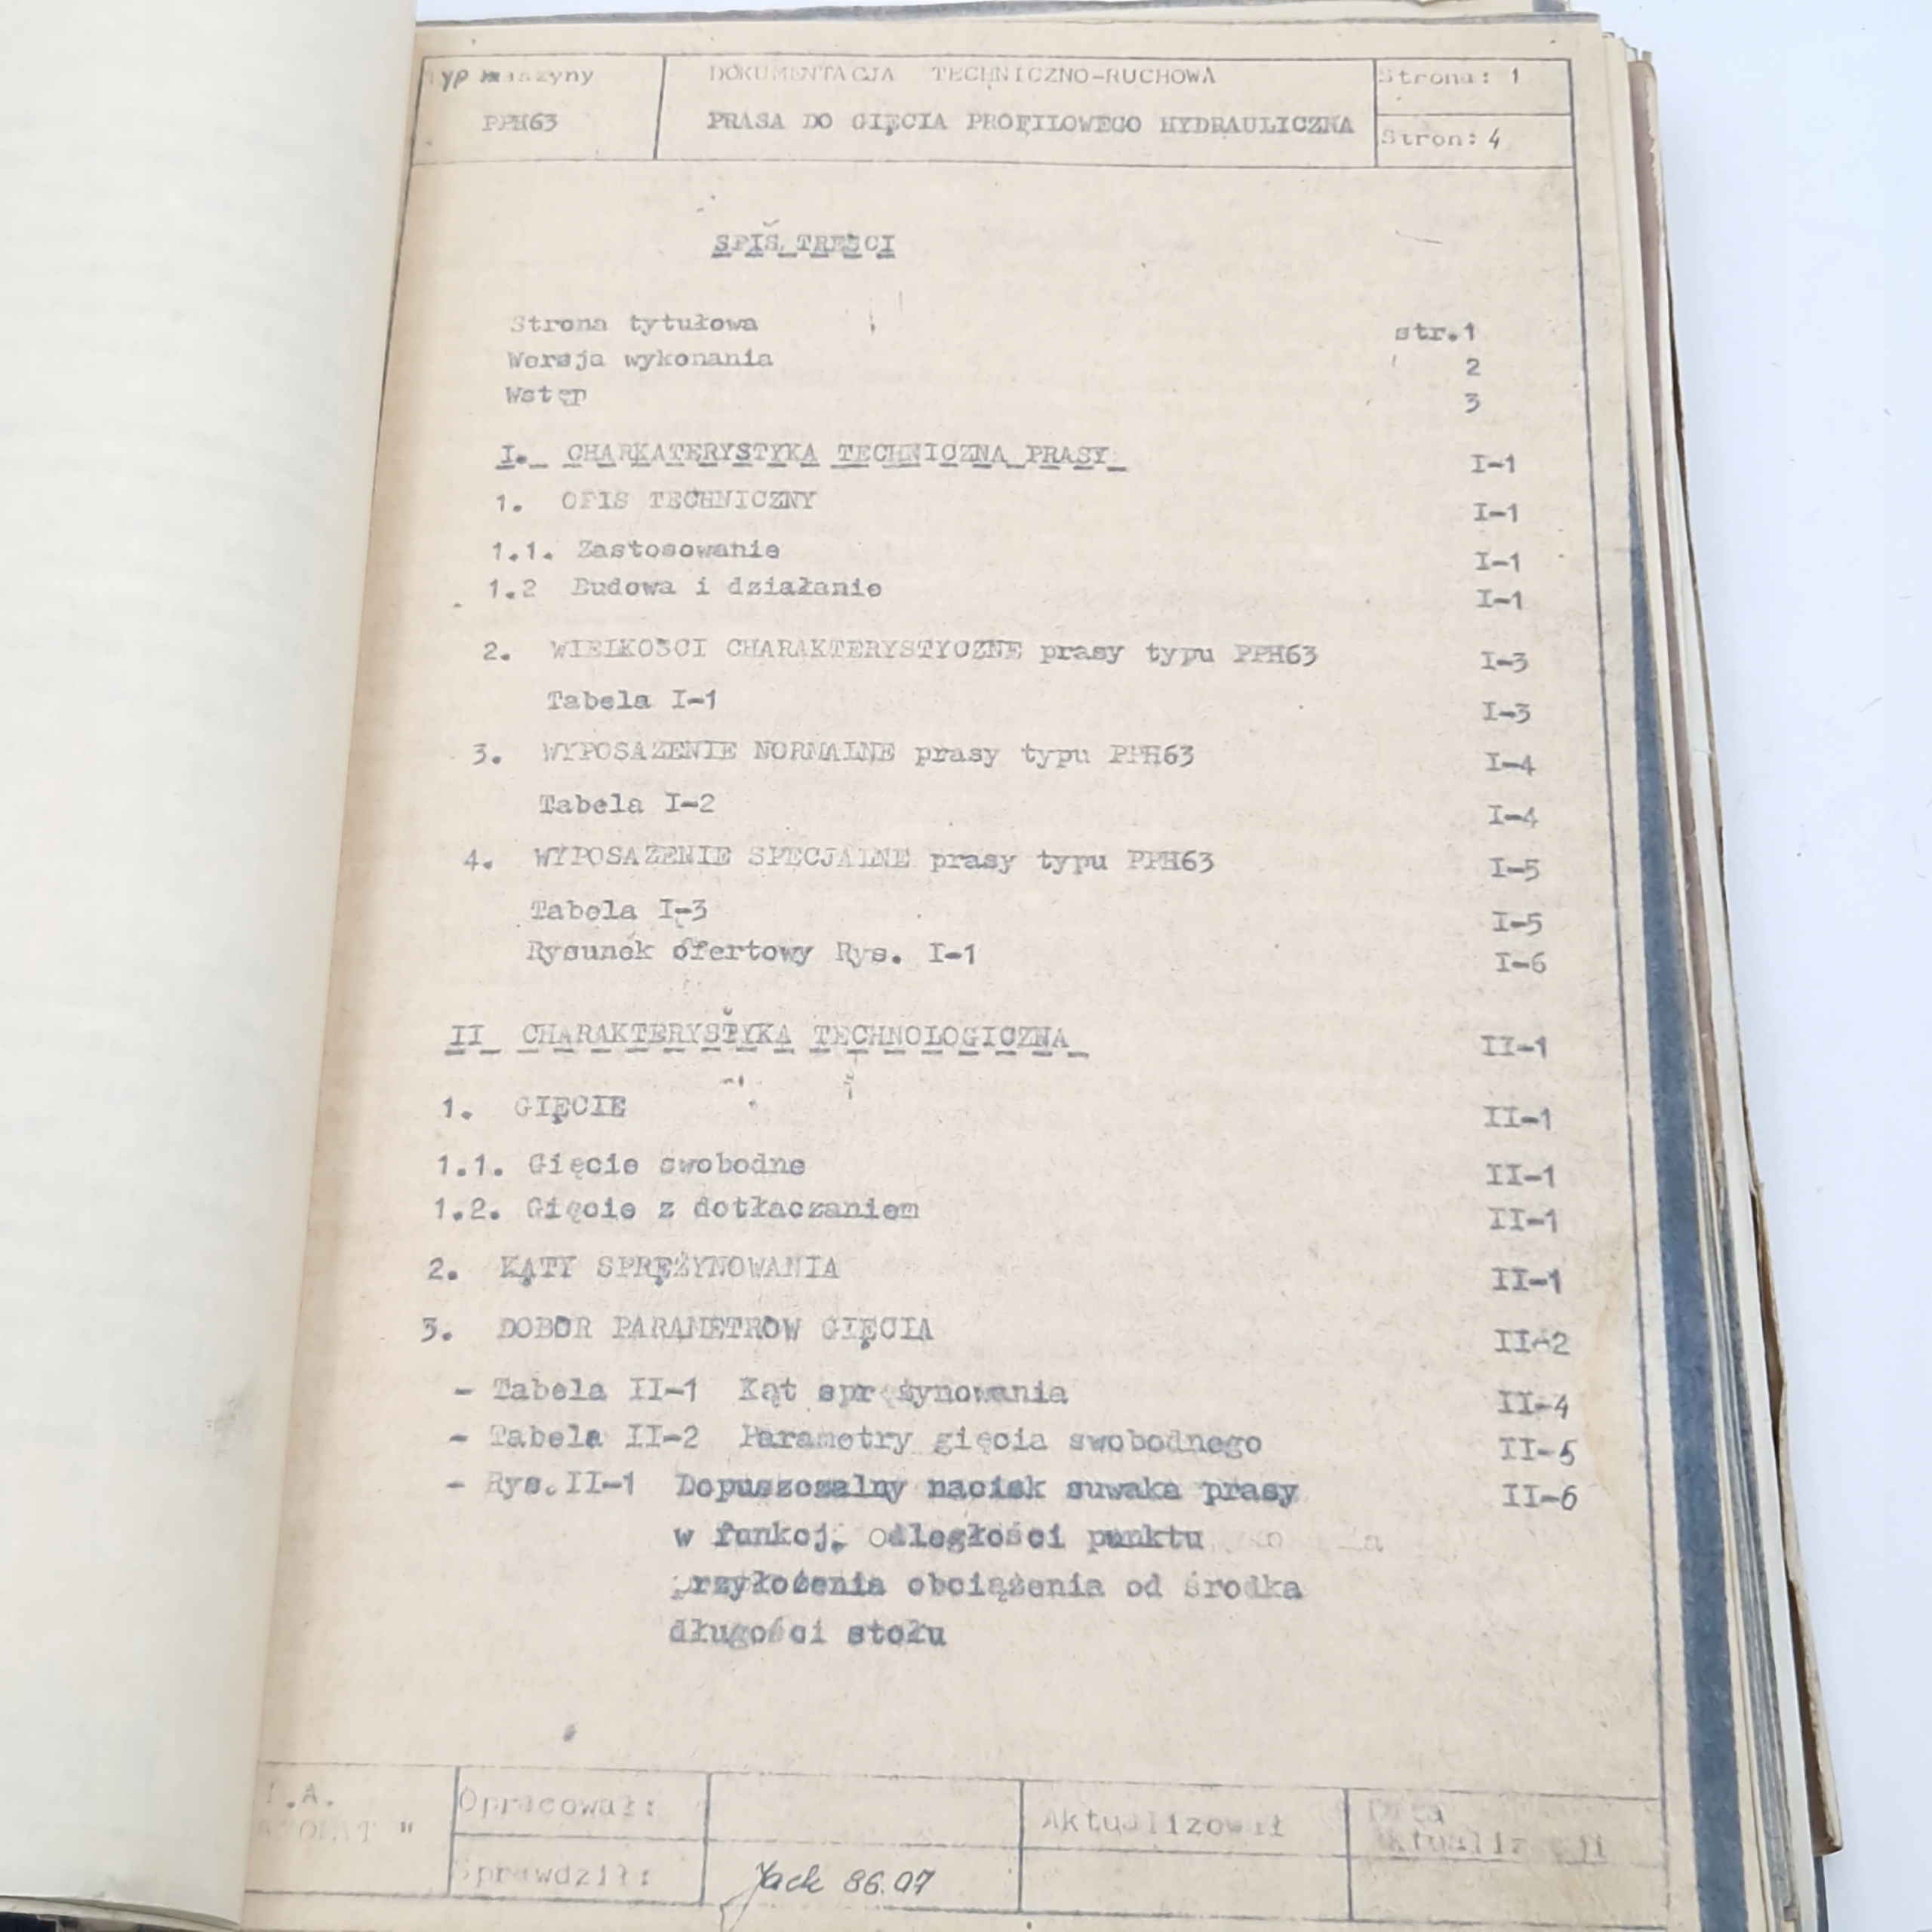 Typ maszyny
PPH63
DOKUMENTACJA TECHNICZNO-RUCHOWA
PRASA DO GIĘCIA PROFILOWEGO HYDRAULICZNA
Strona: 1
Stron: 4
SPIS TREŚCI
Strona tytułowa str.1
Wersja wykonania 2
Wstęp 3
I. CHARKATERYSTYKA TECHNICZNA PRASY I-1
1. OPIS TECHNICZNY I-1
1.1. Zastosowanie I-1
1.2 Budowa i działanie I-1
2. WIELKOŚCI CHARAKTERYSTYCZNE prasy typu PPH63 I-3
Tabela I-1 I-3
3. WYPOSAZENIE NORMALNE prasy typu PPH63 I-4
Tabela I-2 I-4
4. WYPOSAZENIE SPECJALNE prasy typu PPH63 I-5
Tabela I-3 I-5
Rysunek ofertowy Rys. I-1 I-6
II CHARAKTERYSTYKA TECHNOLOGICZNA II-1
1. GIĘCIE II-1
1.1. Gięcie swobodne II-1
1.2. Gięcie z dotłaczaniem II-1
2. KĄTY SPRĘŻYNOWANIA II-1
3. DOBÓR PARAMETRÓW GIĘCIA II-2
- Tabela II-1 Kąt sprężynowania II-4
- Tabela II-2 Parametry gięcia swobodnego II-5
- Rys. II-1 Dopuszczalny nacisk suwaka prasy II-6
w funkcj. odległości punktu
przyłożenia obciążenia od środka
długości stołu
.A.
"
Opracował:
Sprawdził:
Jack 86.07
Aktualizował
Data
Aktualizacji